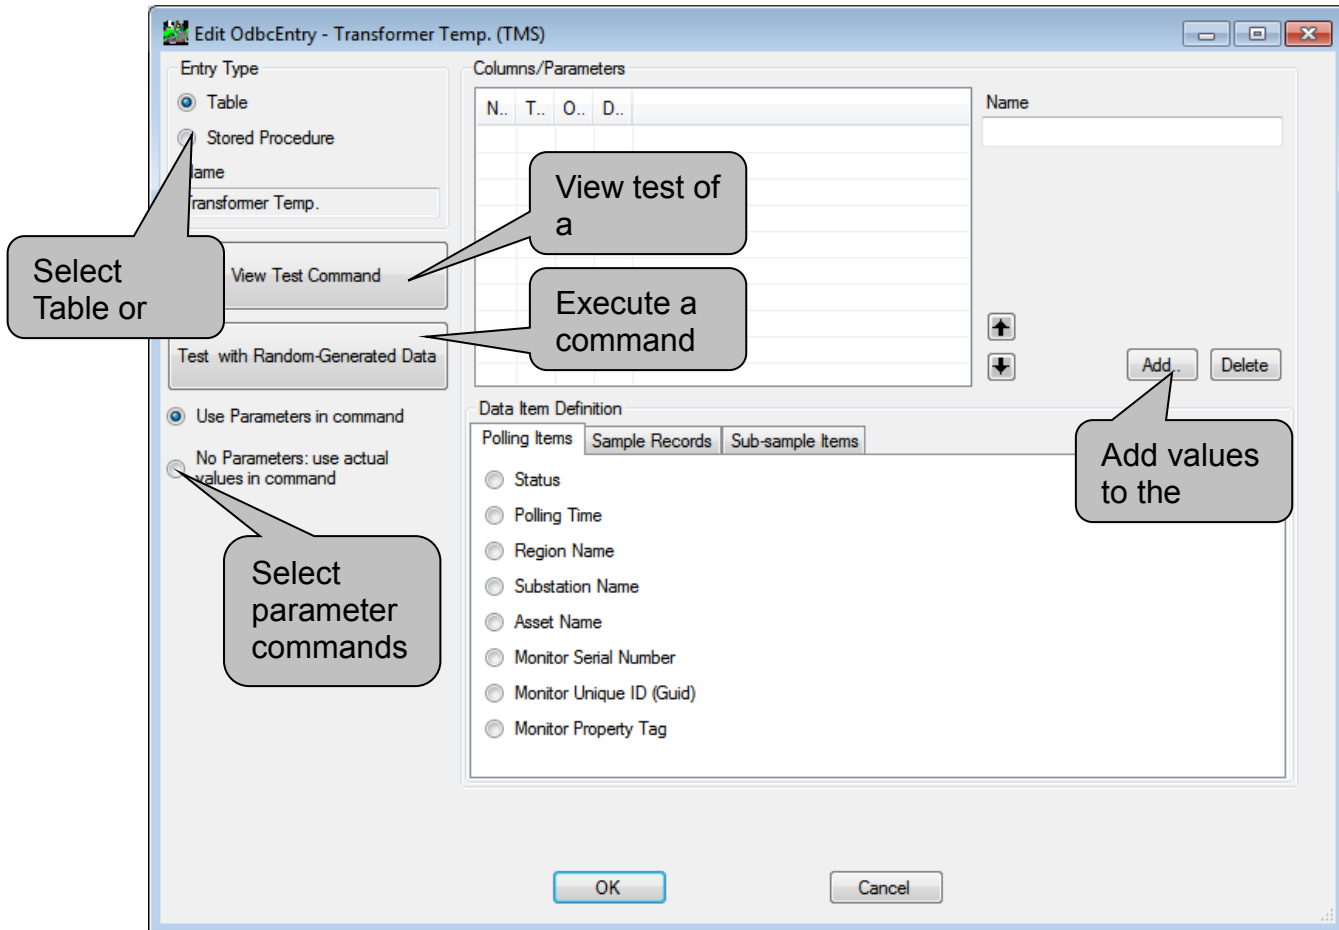 Edit OdbcEntry - Transformer Temp. (TMS)
Entry Type
Table
Stored Procedure
Name
Transformer Temp.
View Test Command
Test with Random-Generated Data
Use Parameters in command
No Parameters: use actual
values in command
Select
Table or
View test of
a
Execute a
command
Select
parameter
commands
Columns/Parameters
N.. T.. O.. D..
Name
Add..
Delete
Add values
to the
Data Item Definition
Polling Items
Sample Records
Sub-sample Items
Status
Polling Time
Region Name
Substation Name
Asset Name
Monitor Serial Number
Monitor Unique ID (Guid)
Monitor Property Tag
OK
Cancel